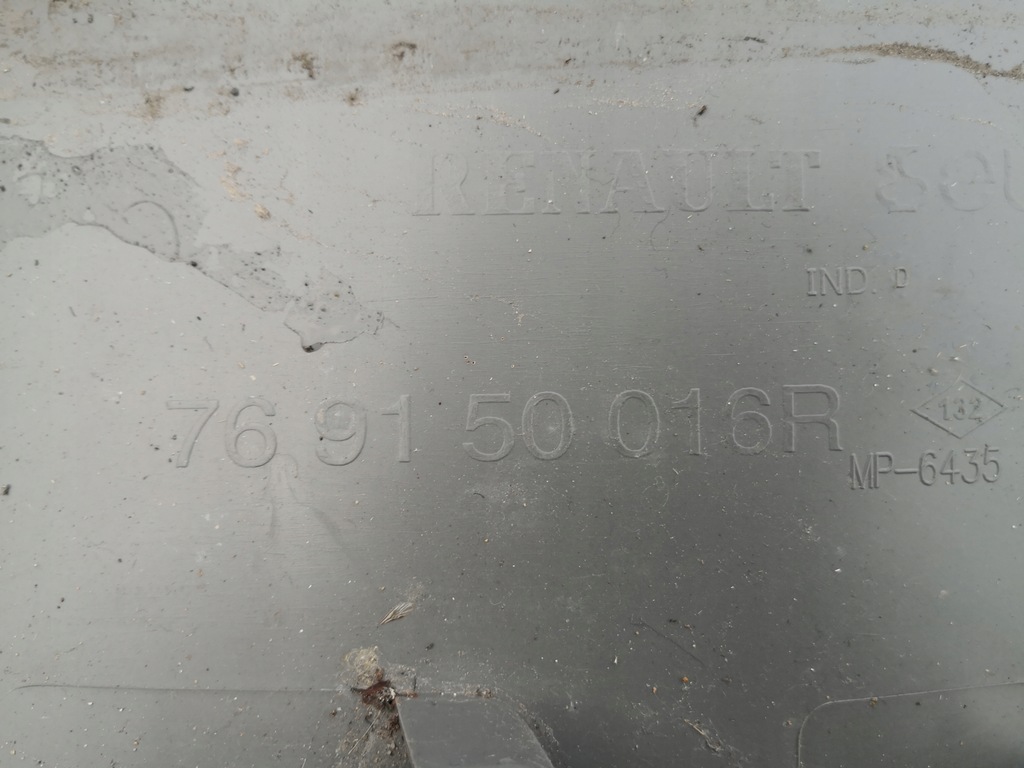 RENAULT
IND. D
76 91 50 016R
132
MP-6435